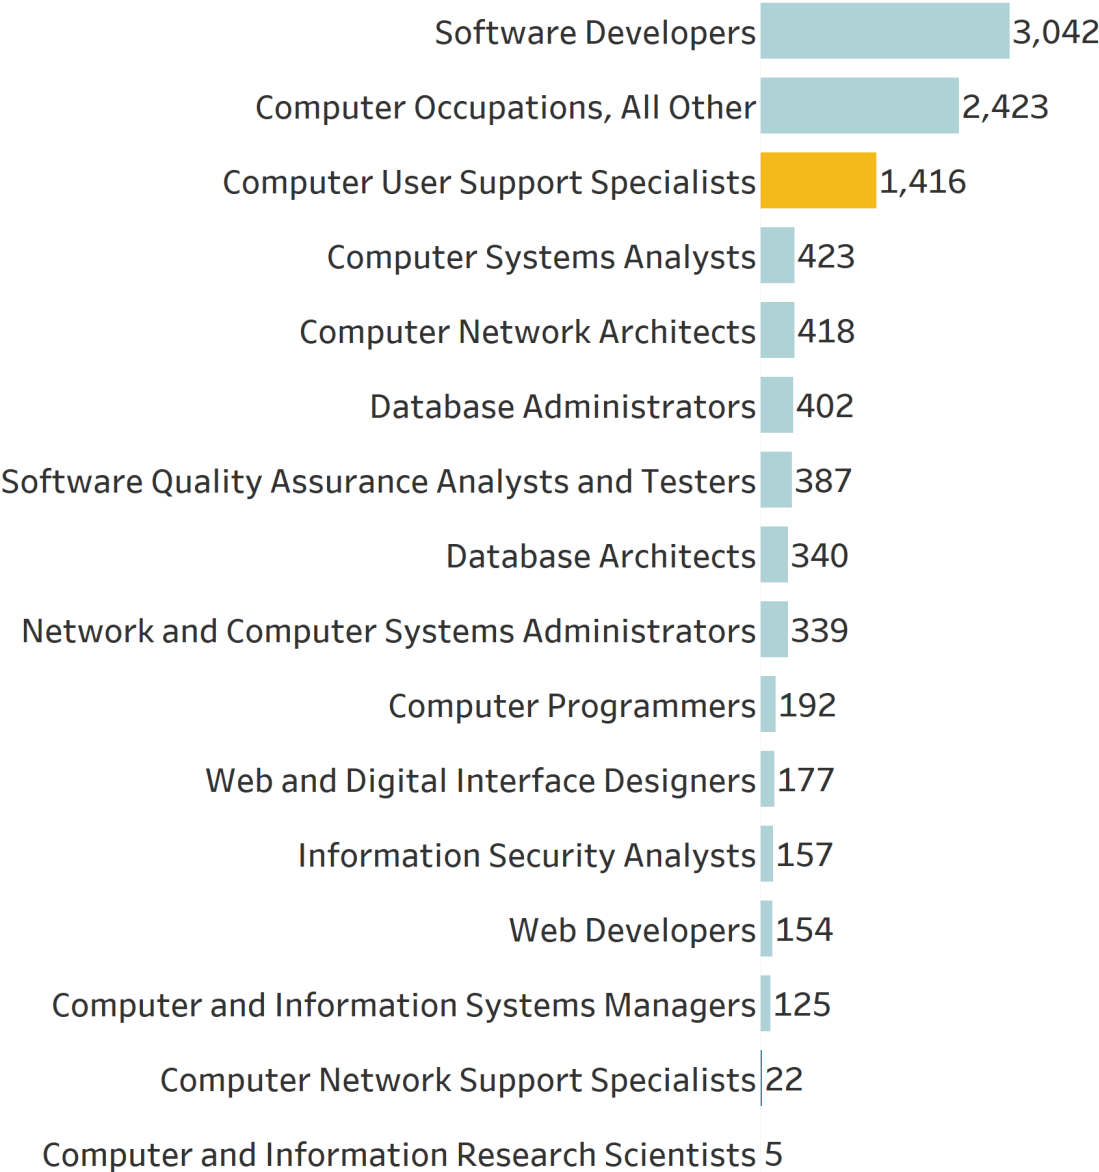 Software Developers 3,042
Computer Occupations, All Other 2,423
Computer User Support Specialists 1,416
Computer Systems Analysts 423
Computer Network Architects 418
Database Administrators 402
Software Quality Assurance Analysts and Testers 387
Database Architects 340
Network and Computer Systems Administrators 339
Computer Programmers 192
Web and Digital Interface Designers 177
Information Security Analysts 157
Web Developers 154
Computer and Information Systems Managers 125
Computer Network Support Specialists 22
Computer and Information Research Scientists 5